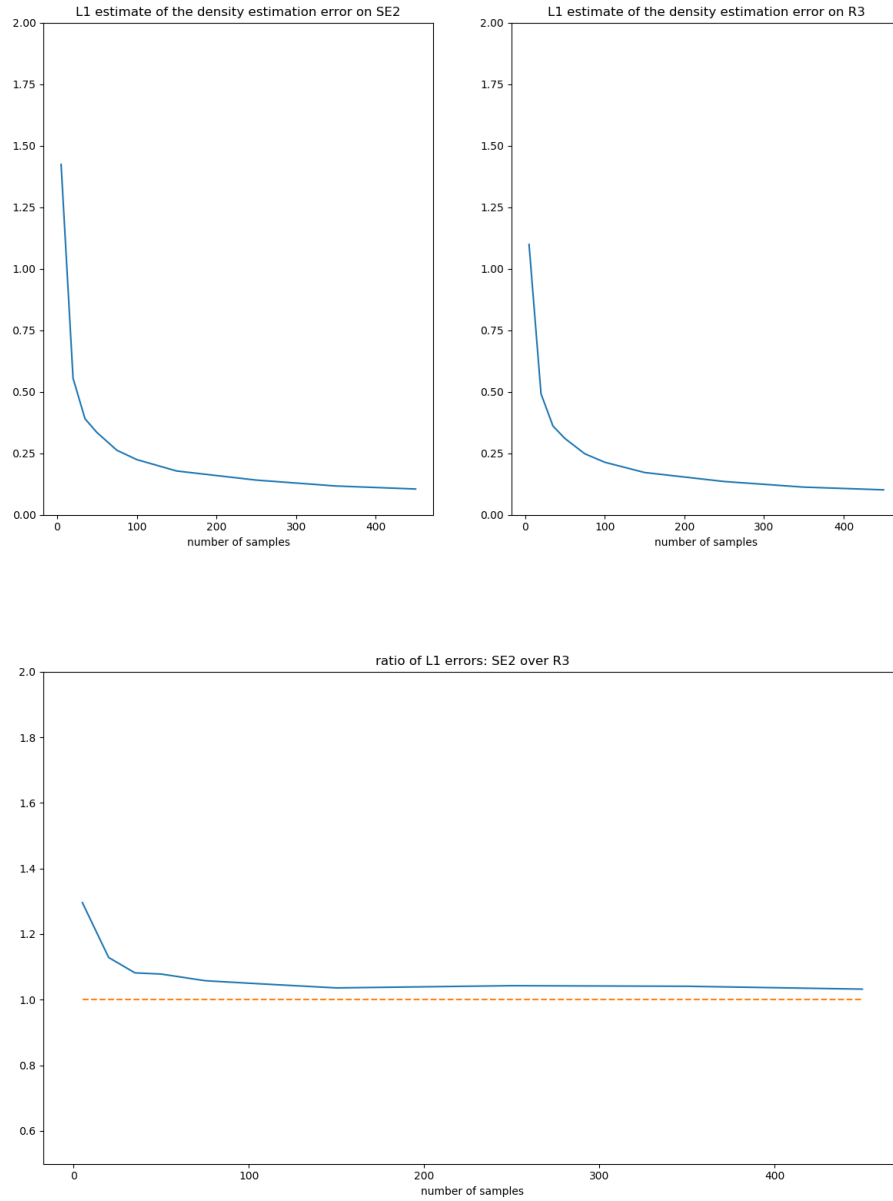 L1 estimate of the density estimation error on SE2
2.00
1.75
1.50
1.25
1.00
0.75
0.50
0.25
0.00
0 100 200 300 400
number of samples
L1 estimate of the density estimation error on R3
2.00
1.75
1.50
1.25
1.00
0.75
0.50
0.25
0.00
0 100 200 300 400
number of samples
ratio of L1 errors: SE2 over R3
2.0
1.8
1.6
1.4
1.2
1.0
0.8
0.6
0 100 200 300 400
number of samples